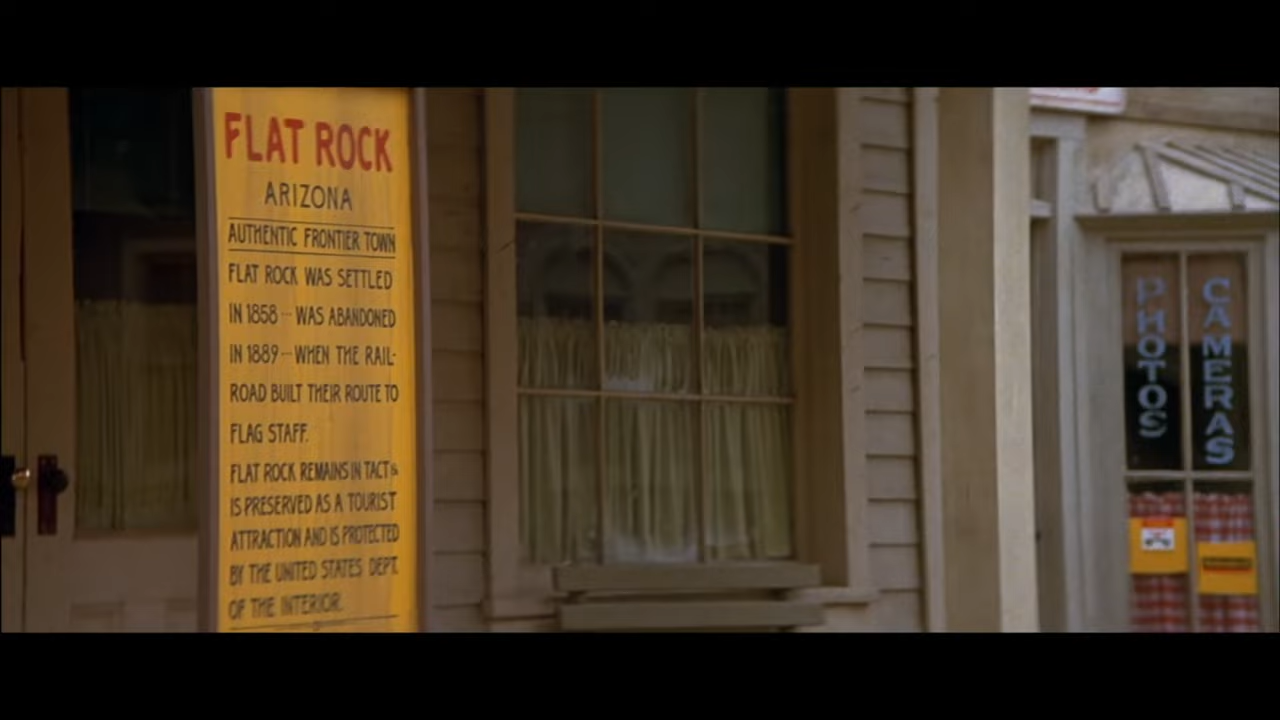 FLAT ROCK
ARIZONA
AUTHENTIC FRONTIER TOWN
FLAT ROCK WAS SETTLED
IN 1858 -- WAS ABANDONED
IN 1889 -- WHEN THE RAIL-
ROAD BUILT THEIR ROUTE TO
FLAG STAFF.
FLAT ROCK REMAINS IN TACT &
IS PRESERVED AS A TOURIST
ATTRACTION AND IS PROTECTED
BY THE UNITED STATES DEPT.
OF THE INTERIOR.
PHOTOS
CAMERAS